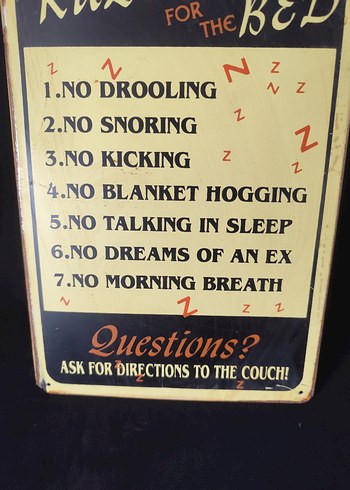 FOR THE BED
1.NO DROOLING
2.NO SNORING
3.NO KICKING
4.NO BLANKET HOGGING
5.NO TALKING IN SLEEP
6.NO DREAMS OF AN EX
7.NO MORNING BREATH
Questions?
ASK FOR DIRECTIONS TO THE COUCH!